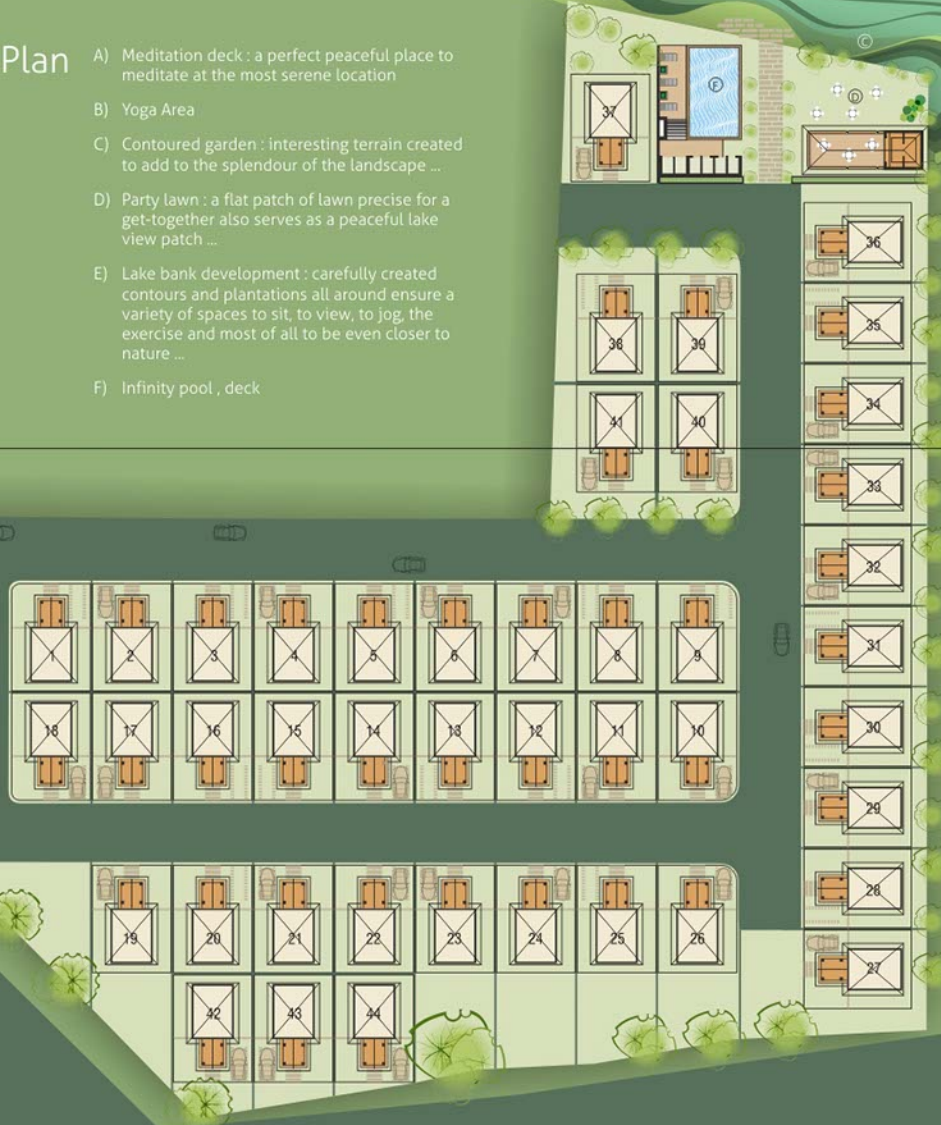 Plan
A) Meditation deck : a perfect peaceful place to
meditate at the most serene location
B) Yoga Area
C) Contoured garden : interesting terrain created
to add to the splendour of the landscape ...
D) Party lawn : a flat patch of lawn precise for a
get-together also serves as a peaceful lake
view patch ...
E) Lake bank development : carefully created
contours and plantations all around ensure a
variety of spaces to sit, to view, to jog, the
exercise and most of all to be even closer to
nature ...
F) Infinity pool , deck
C
F
D
37
36
35
38 39
34
41 40
33
32
31
1 2 3 4 5 6 7 8 9
18 17 16 15 14 13 12 11 10
30
29
28
19 20 21 22 23 24 25 26
27
42 43 44